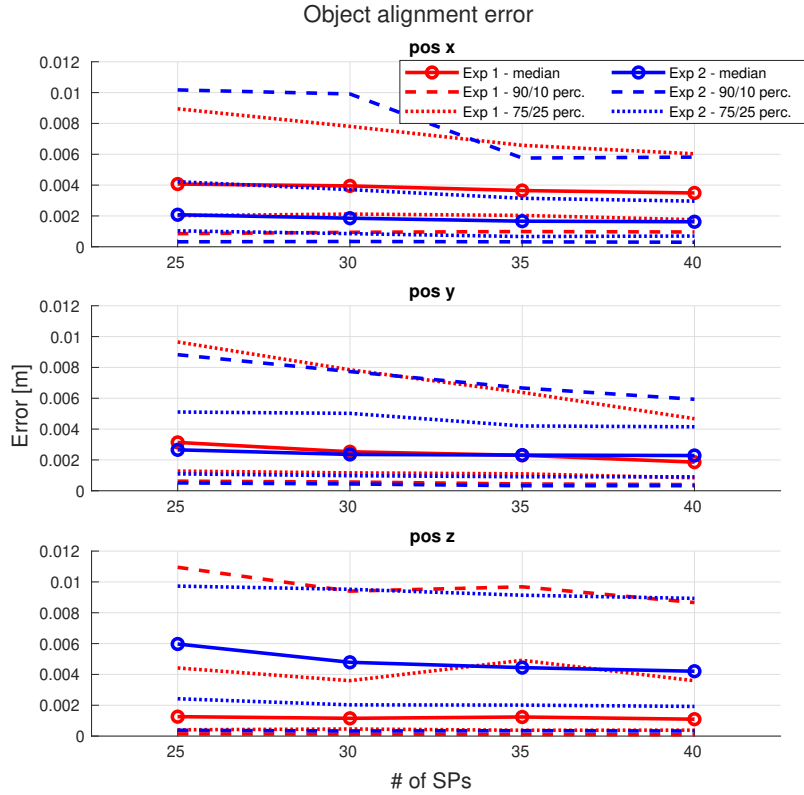 Object alignment error
pos x
0.012
0.01
0.008
0.006
0.004
0.002
0
25
30
35
40
Exp 1 - median
Exp 1 - 90/10 perc.
Exp 1 - 75/25 perc.
Exp 2 - median
Exp 2 - 90/10 perc.
Exp 2 - 75/25 perc.
pos y
0.012
0.01
0.008
0.006
0.004
0.002
0
25
30
35
40
Error [m]
pos z
0.012
0.01
0.008
0.006
0.004
0.002
0
25
30
35
40
# of SPs